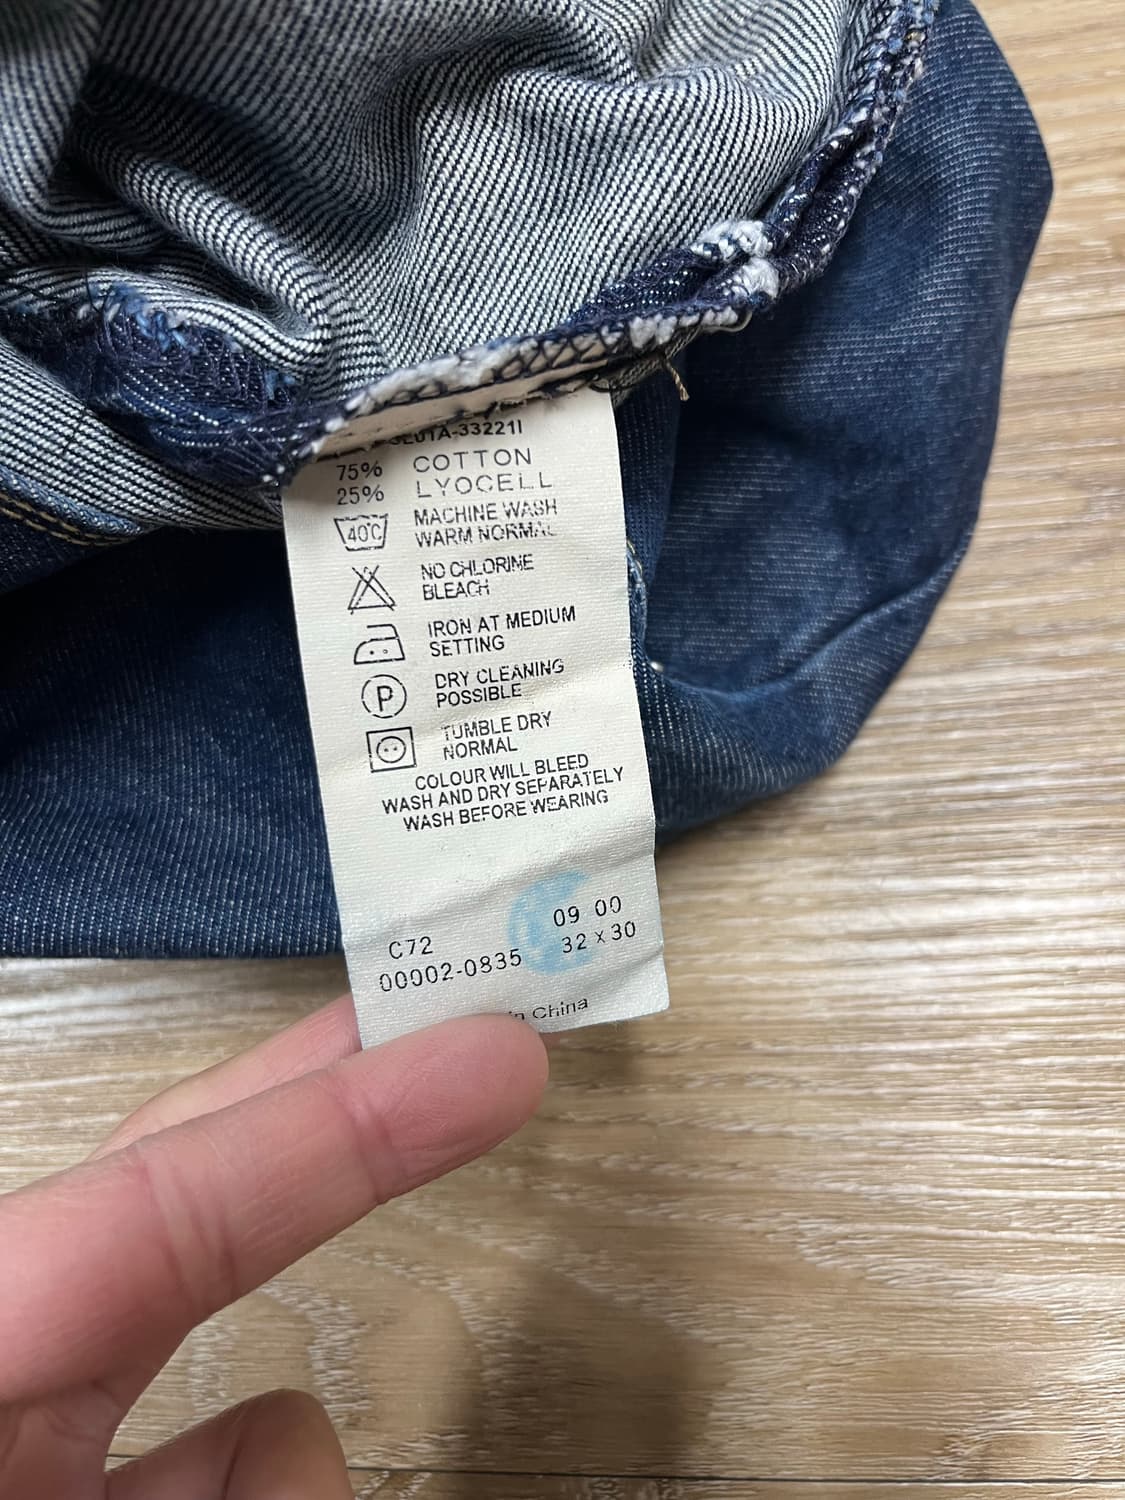 75% COTTON
25% LYOCELL
40C MACHINE WASH
WARM NORMAL
NO CHLORINE
BLEACH
IRON AT MEDIUM
SETTING
P DRY CLEANING
POSSIBLE
TUMBLE DRY
NORMAL
COLOUR WILL BLEED
WASH AND DRY SEPARATELY
WASH BEFORE WEARING
09 00
C72
32 x 30
00002-0835
China